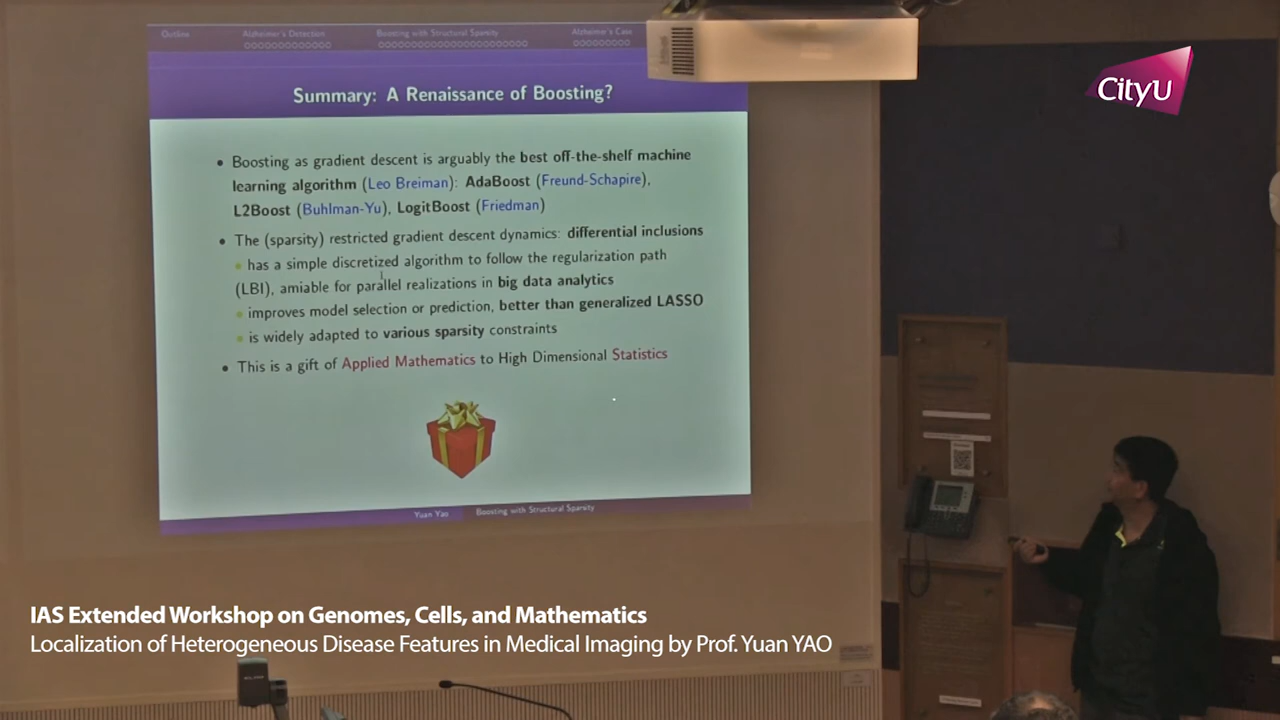 Outline
Alzheimer's Detection
Boosting with Structural Sparsity
Alzheimer's Case
CityU
Summary: A Renaissance of Boosting?
• Boosting as gradient descent is arguably the best off-the-shelf machine
learning algorithm (Leo Breiman): AdaBoost (Freund-Schapire),
L2Boost (Buhlman-Yu), LogitBoost (Friedman)
• The (sparsity) restricted gradient descent dynamics: differential inclusions
• has a simple discretized algorithm to follow the regularization path
(LBI), amiable for parallel realizations in big data analytics
• improves model selection or prediction, better than generalized LASSO
• is widely adapted to various sparsity constraints
• This is a gift of Applied Mathematics to High Dimensional Statistics
Yuan Yao
Boosting with Structural Sparsity
IAS Extended Workshop on Genomes, Cells, and Mathematics
Localization of Heterogeneous Disease Features in Medical Imaging by Prof. Yuan YAO